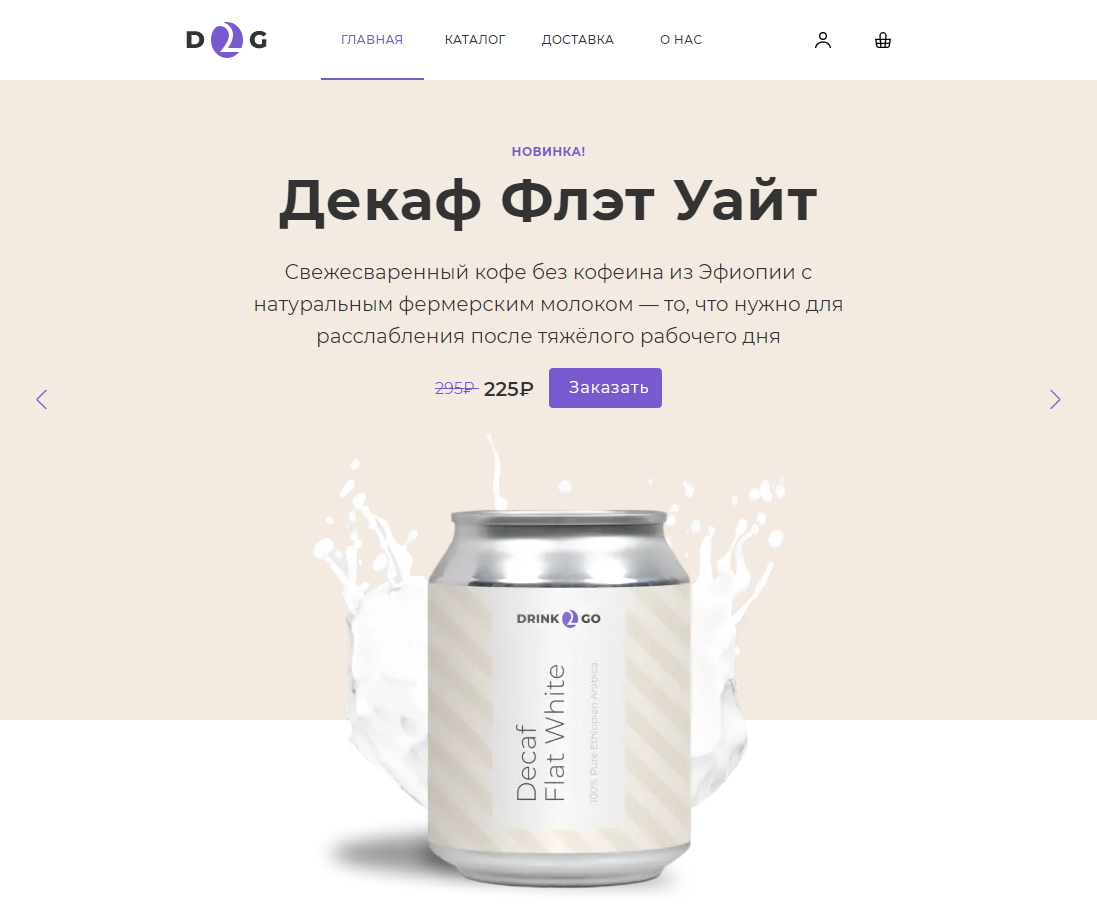 D 2 G
ГЛАВНАЯ
КАТАЛОГ
ДОСТАВКА
О НАС
НОВИНКА!
Декаф Флэт Уайт
Свежесваренный кофе без кофеина из Эфиопии с
натуральным фермерским молоком — то, что нужно для
расслабления после тяжёлого рабочего дня
295₽ 225₽ Заказать
DRINK 2 GO
Decaf
Flat White
100% Pure Ethiopian Arabica